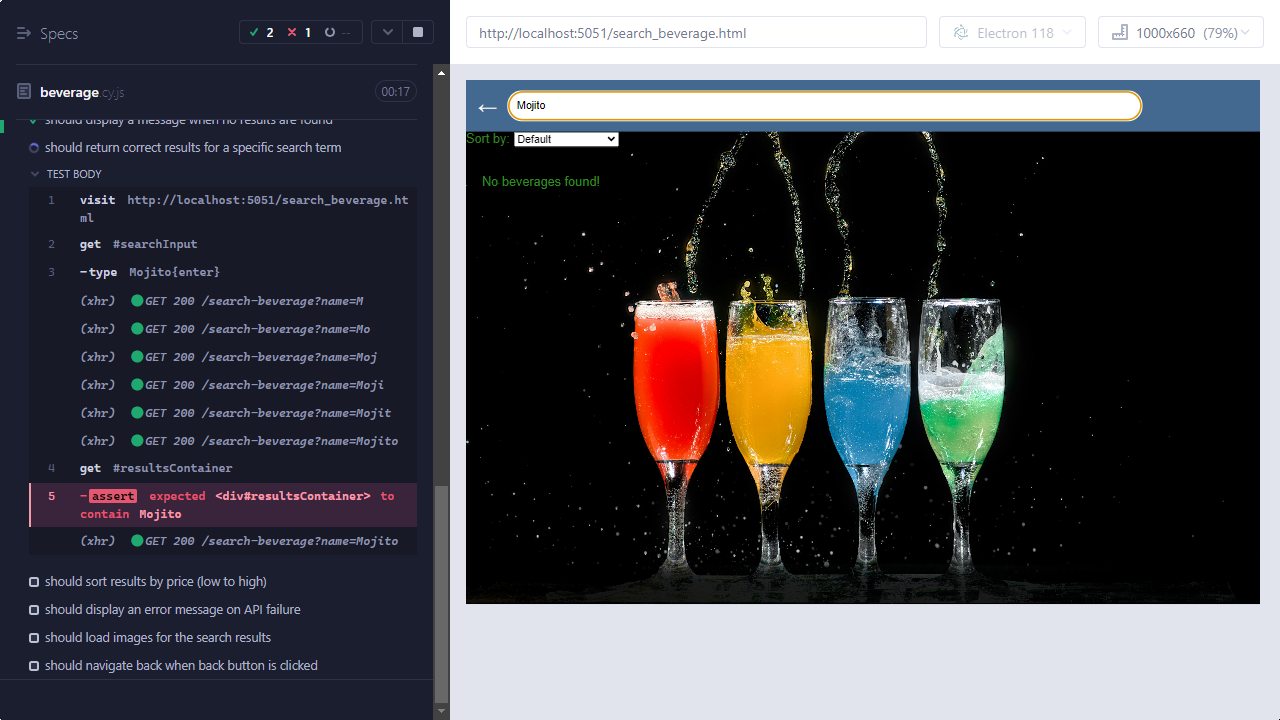 Specs
2
1
--
beverage.cy.js
00:17
should display a message when no results are found
should return correct results for a specific search term
TEST BODY
1 visit http://localhost:5051/search_beverage.ht
ml
2 get #searchInput
3 -type Mojito{enter}
(xhr) GET 200 /search-beverage?name=M
(xhr) GET 200 /search-beverage?name=Mo
(xhr) GET 200 /search-beverage?name=Moj
(xhr) GET 200 /search-beverage?name=Moji
(xhr) GET 200 /search-beverage?name=Mojit
(xhr) GET 200 /search-beverage?name=Mojito
4 get #resultsContainer
5 -assert expected <div#resultsContainer> to
contain Mojito
(xhr) GET 200 /search-beverage?name=Mojito
should sort results by price (low to high)
should display an error message on API failure
should load images for the search results
should navigate back when back button is clicked
http://localhost:5051/search_beverage.html
Electron 118
1000x660 (79%)
← Mojito
Sort by: Default
No beverages found!